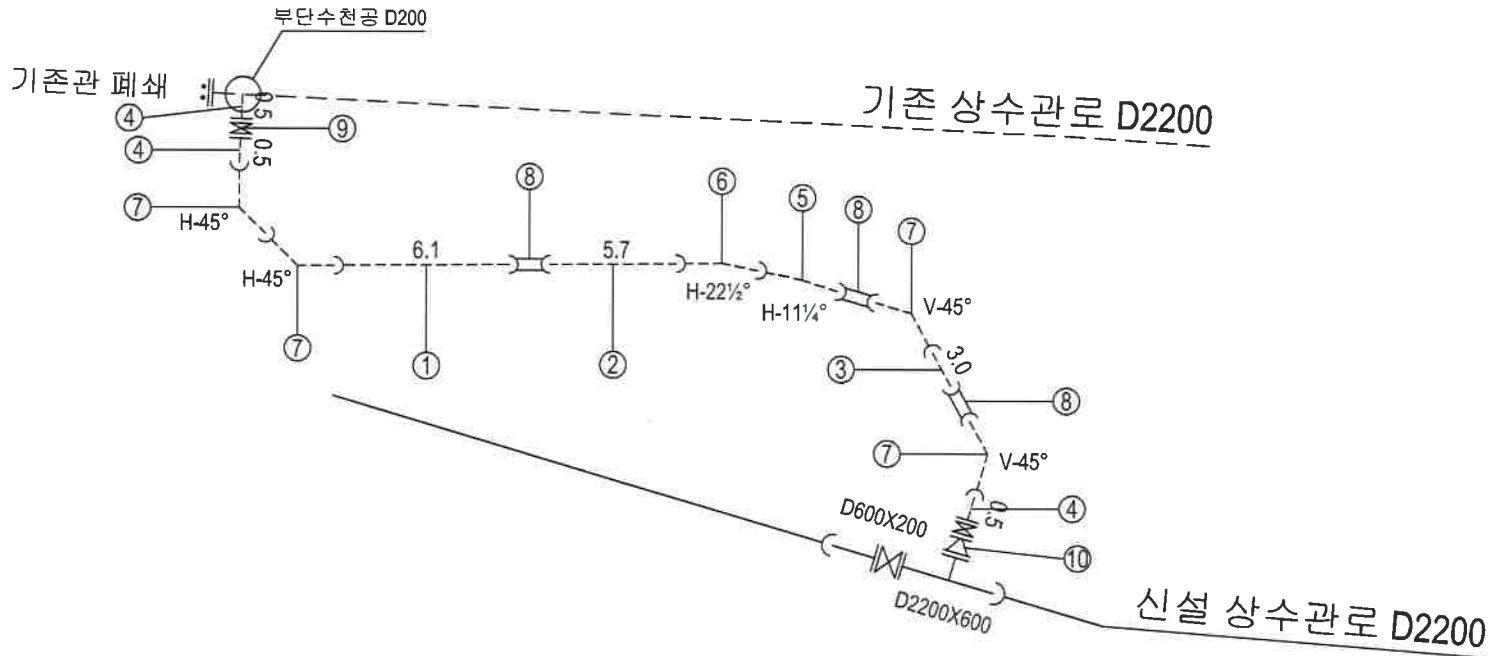 부단수천공 D200
기존관 폐쇄
기존 상수관로 D2200
④
0.5
⑨
④
0.5
⑦
H-45°
⑧
⑥
⑤
⑧
⑦
6.1
5.7
H-45°
H-22½°
H-11¼°
V-45°
⑦
①
②
③
3.0
⑧
⑦
V-45°
D600X200
0.5
④
⑩
D2200X600
신설 상수관로 D2200